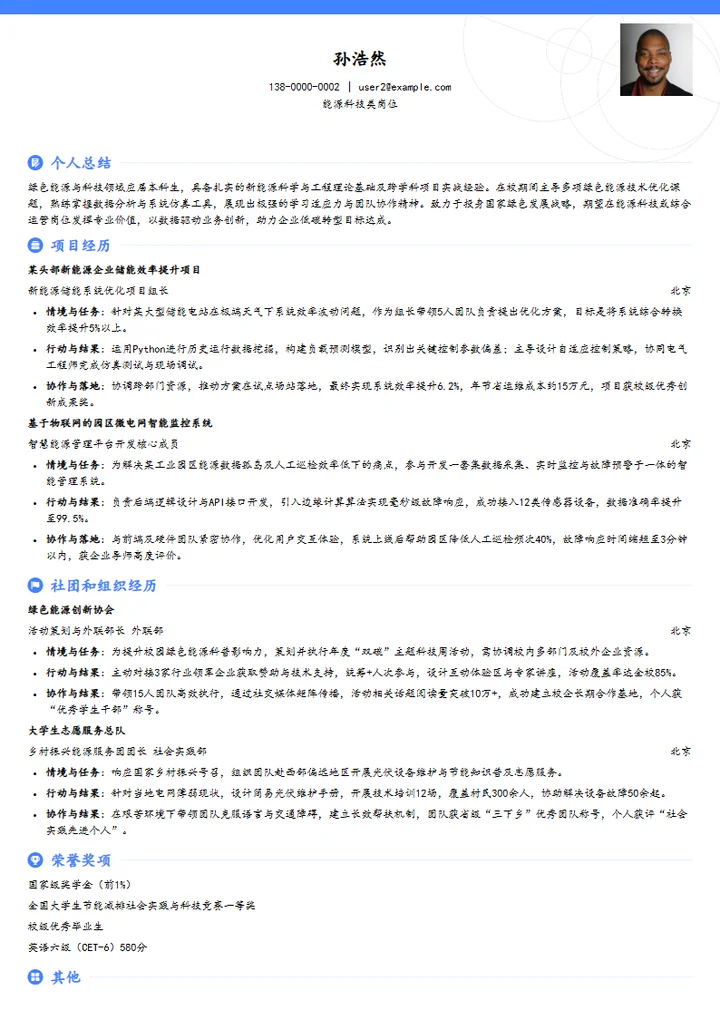 孙浩然
138-0000-0002 | user2@example.com
能源科技类岗位
个人总结
绿色能源与科技领域应届本科生，具备扎实的新能源科学与工程理论基础及跨学科项目实战经验。在校期间主导多项绿色能源技术优化课
题，熟练掌握数据分析与系统仿真工具，展现出极强的学习适应力与团队协作精神。致力于投身国家绿色发展战略，期望在能源科技或综合
运营岗位发挥专业价值，以数据驱动业务创新，助力企业低碳转型目标达成。
项目经历
某头部新能源企业储能效率提升项目
新能源储能系统优化项目组长 北京
• 情境与任务：针对某大型储能电站在极端天气下系统效率波动问题，作为组长带领5人团队负责提出优化方案，目标是将系统综合转换
效率提升5%以上。
• 行动与结果：运用Python进行历史运行数据挖掘，构建负载预测模型，识别出关键控制参数偏差；主导设计自适应控制策略，协同电气
工程师完成仿真测试与现场调试。
• 协作与落地：协调跨部门资源，推动方案在试点场站落地，最终实现系统效率提升6.2%，年节省运维成本约15万元，项目获校级优秀创
新成果奖。
基于物联网的园区微电网智能监控系统
智慧能源管理平台开发核心成员 北京
• 情境与任务：为解决某工业园区能源数据孤岛及人工巡检效率低下的痛点，参与开发一套集数据采集、实时监控与故障预警于一体的智
能管理系统。
• 行动与结果：负责后端逻辑设计与API接口开发，引入边缘计算算法实现毫秒级故障响应，成功接入12类传感器设备，数据准确率提升
至99.5%。
• 协作与落地：与前端及硬件团队紧密协作，优化用户交互体验，系统上线后帮助园区降低人工巡检频次40%，故障响应时间缩短至3分钟
以内，获企业导师高度评价。
社团和组织经历
绿色能源创新协会
活动策划与外联部长 外联部 北京
• 情境与任务：为提升校园绿色能源科普影响力，策划并执行年度“双碳”主题科技周活动，需协调校内多部门及校外企业资源。
• 行动与结果：主动对接3家行业领军企业获取赞助与技术支持，统筹+人次参与，设计互动体验区与专家讲座，活动覆盖率达全校85%。
• 协作与结果：带领15人团队高效执行，通过社交媒体矩阵传播，活动相关话题阅读量突破10万+，成功建立校企长期合作基地，个人获
“优秀学生干部”称号。
大学生志愿服务总队
乡村振兴能源服务团团长 社会实践部 北京
• 情境与任务：响应国家乡村振兴号召，组织团队赴西部偏远地区开展光伏设备维护与节能知识普及志愿服务。
• 行动与结果：针对当地电网薄弱现状，设计简易光伏维护手册，开展技术培训12场，覆盖村民300余人，协助解决设备故障50余起。
• 协作与结果：在艰苦环境下带领团队克服语言与交通障碍，建立长效帮扶机制，团队获省级“三下乡”优秀团队称号，个人获评“社会
实践先进个人”。
荣誉奖项
国家级奖学金（前1%）
全国大学生节能减排社会实践与科技竞赛一等奖
校级优秀毕业生
英语六级（CET-6）580分
其他